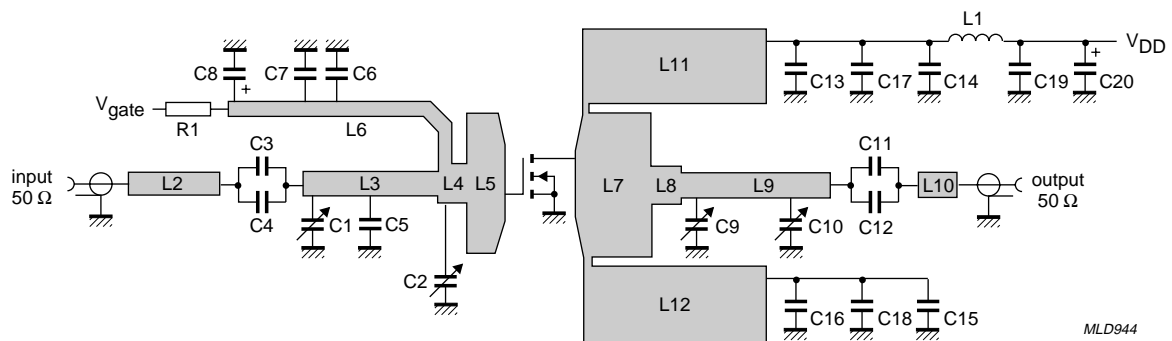 L1
V_DD
L11
C8
C7
C6
+
V_gate
R1
L6
C13
C17
C14
C19
+
C20
C3
C11
input
50 Ω
L2
L3
L4
L5
L7
L8
L9
L10
output
50 Ω
C4
C1
C5
C9
C10
C12
C2
L12
C16
C18
C15
MLD944